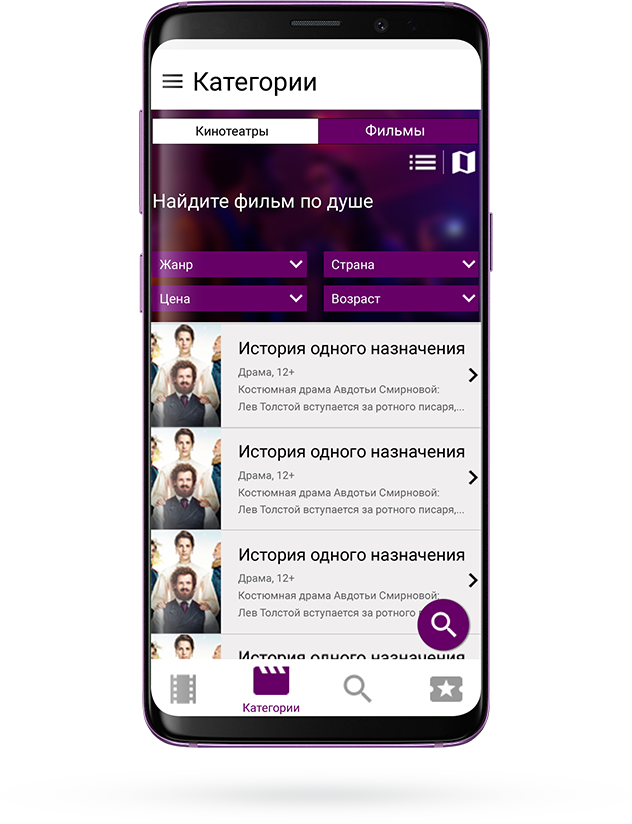 Категории
Кинотеатры
Фильмы
Найдите фильм по душе
Жанр
Страна
Цена
Возраст
История одного назначения
Драма, 12+
Костюмная драма Авдотьи Смирновой:
Лев Толстой вступается за ротного писаря,...
История одного назначения
Драма, 12+
Костюмная драма Авдотьи Смирновой:
Лев Толстой вступается за ротного писаря,...
История одного назначения
Драма, 12+
Костюмная драма Авдотьи Смирновой:
Лев Толстой вступается за ротного
История одного назначения
Категории